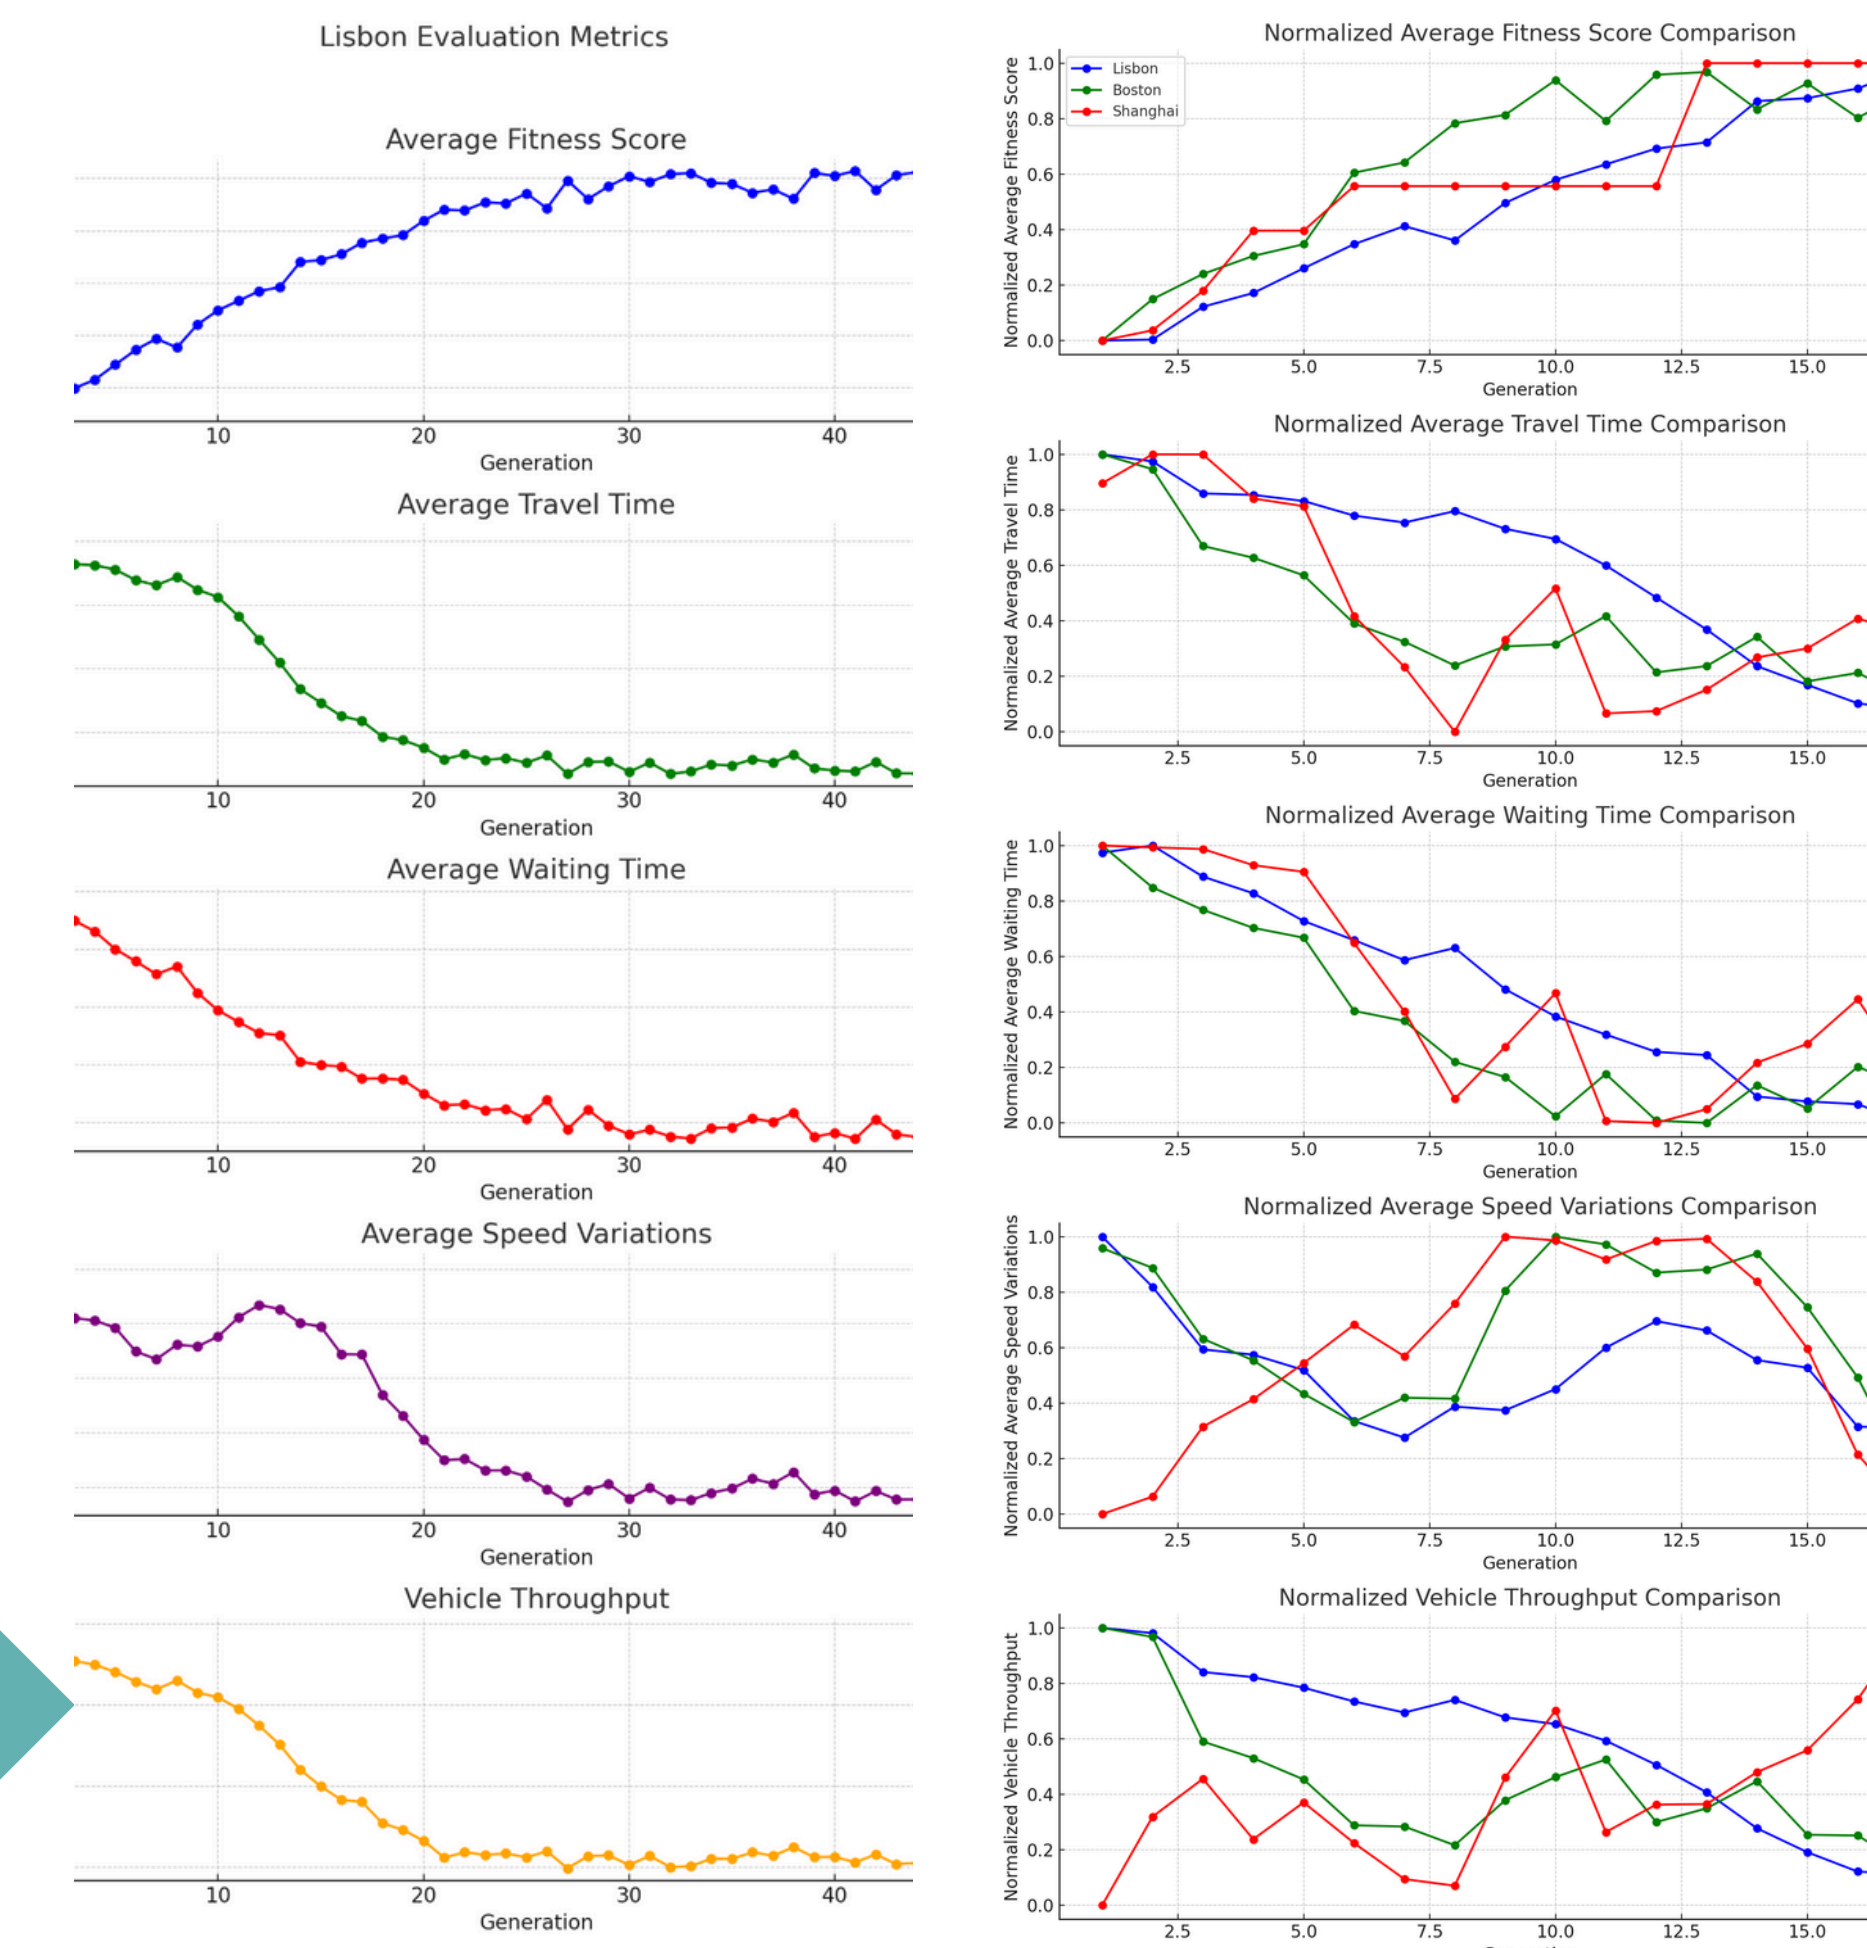 Lisbon Evaluation Metrics
Average Fitness Score
10 20 30 40
Generation
Average Travel Time
10 20 30 40
Generation
Average Waiting Time
10 20 30 40
Generation
Average Speed Variations
10 20 30 40
Generation
Vehicle Throughput
10 20 30 40
Generation
Normalized Average Fitness Score Comparison
Normalized Average Fitness Score
1.0
0.8
0.6
0.4
0.2
0.0
Lisbon
Boston
Shanghai
2.5 5.0 7.5 10.0 12.5 15.0
Generation
Normalized Average Travel Time Comparison
Normalized Average Travel Time
1.0
0.8
0.6
0.4
0.2
0.0
2.5 5.0 7.5 10.0 12.5 15.0
Generation
Normalized Average Waiting Time Comparison
Normalized Average Waiting Time
1.0
0.8
0.6
0.4
0.2
0.0
2.5 5.0 7.5 10.0 12.5 15.0
Generation
Normalized Average Speed Variations Comparison
Normalized Average Speed Variations
1.0
0.8
0.6
0.4
0.2
0.0
2.5 5.0 7.5 10.0 12.5 15.0
Generation
Normalized Vehicle Throughput Comparison
Normalized Vehicle Throughput
1.0
0.8
0.6
0.4
0.2
0.0
2.5 5.0 7.5 10.0 12.5 15.0